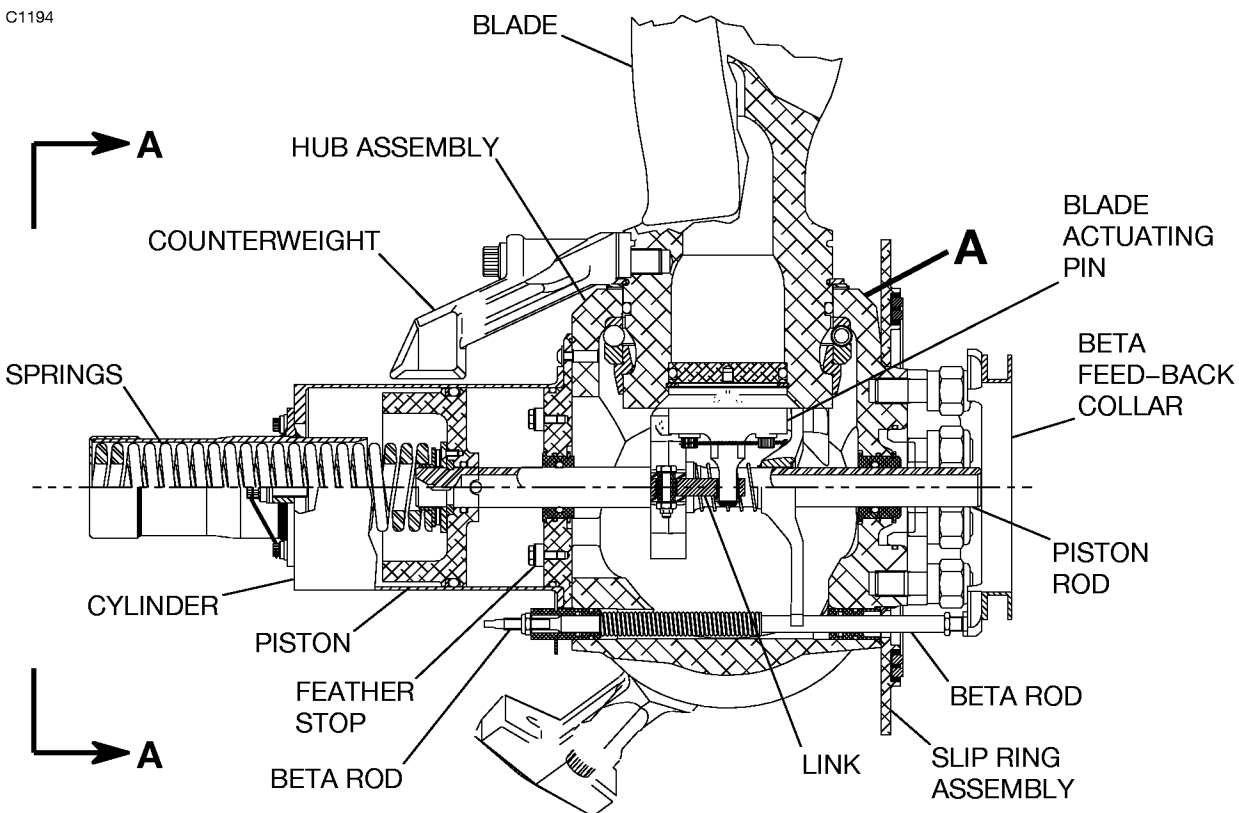 C1194
BLADE
A
HUB ASSEMBLY
COUNTERWEIGHT
BLADE
ACTUATING
PIN
A
SPRINGS
BETA
FEED-BACK
COLLAR
CYLINDER
PISTON
PISTON
ROD
FEATHER
STOP
BETA ROD
BETA ROD
A
LINK
SLIP RING
ASSEMBLY